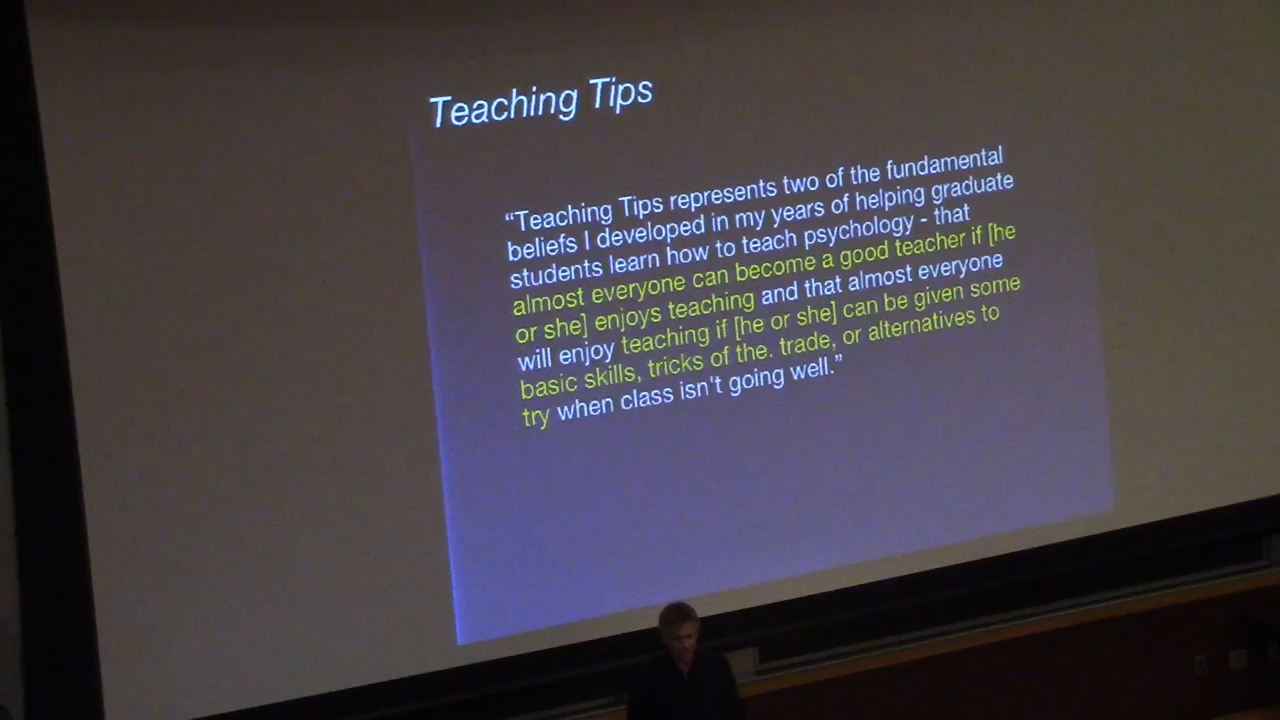 Teaching Tips
“Teaching Tips represents two of the fundamental
beliefs I developed in my years of helping graduate
students learn how to teach psychology - that
almost everyone can become a good teacher if [he
or she] enjoys teaching and that almost everyone
will enjoy teaching if [he or she] can be given some
basic skills, tricks of the. trade, or alternatives to
try when class isn't going well.”